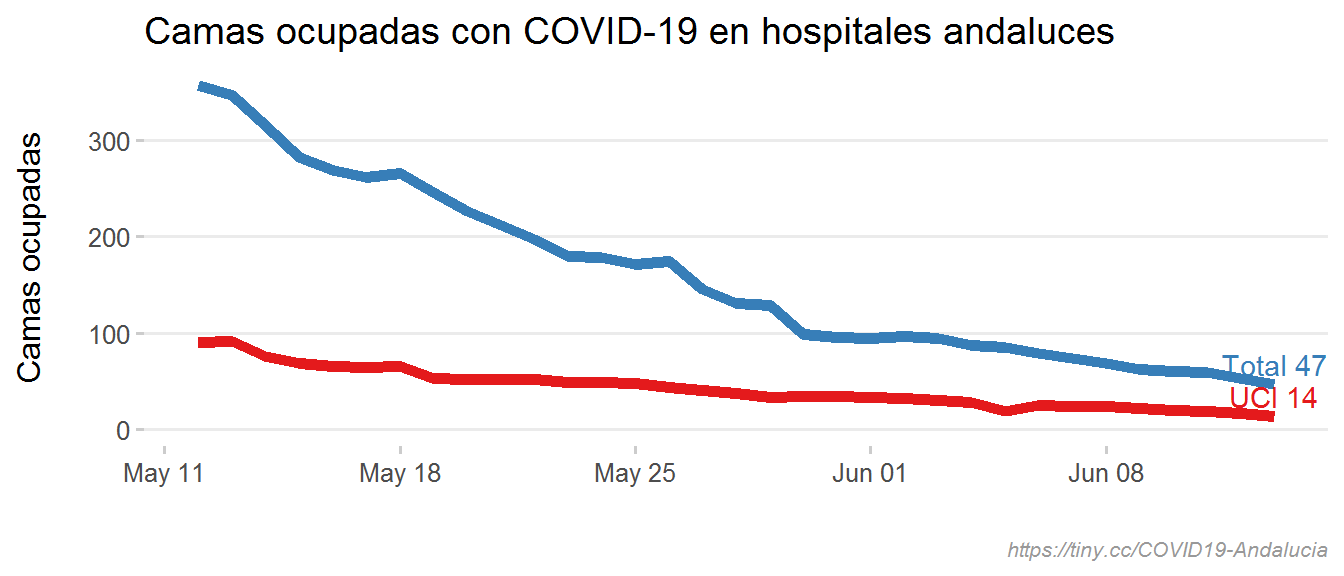 Camas ocupadas con COVID-19 en hospitales andaluces
Camas ocupadas
300
200
100
0
Total 47
UCI 14
May 11 May 18 May 25 Jun 01 Jun 08
https://tiny.cc/COVID19-Andalucia